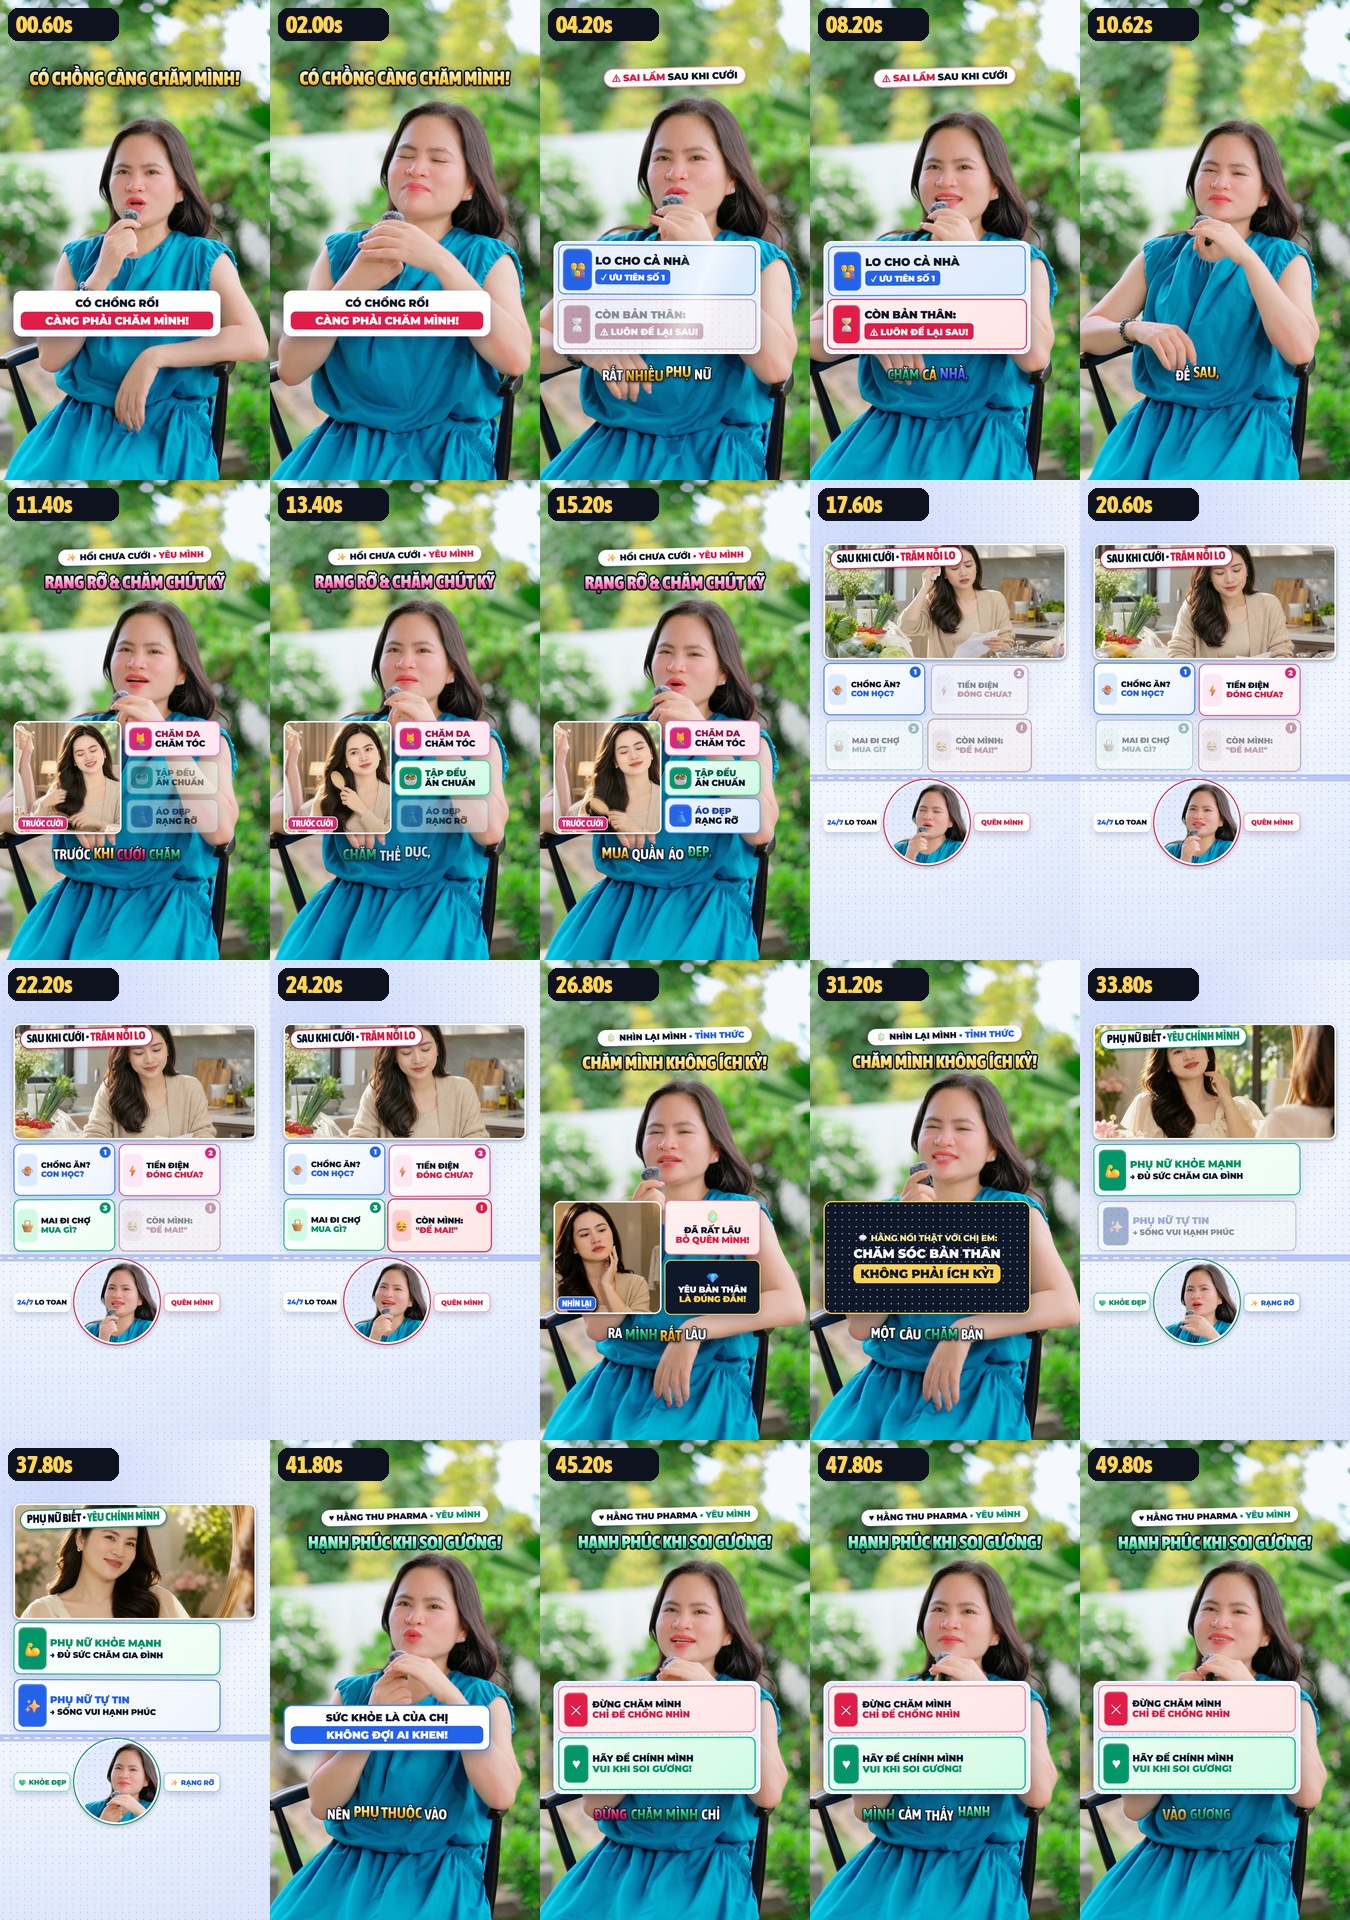 00.60s
CÓ CHỒNG CÀNG CHĂM MÌNH!
CÓ CHỒNG RỒI
CÀNG PHẢI CHĂM MÌNH!
02.00s
CÓ CHỒNG CÀNG CHĂM MÌNH!
CÓ CHỒNG RỒI
CÀNG PHẢI CHĂM MÌNH!
04.20s
⚠ SAI LẦM SAU KHI CƯỚI
LO CHO CẢ NHÀ
✓ ƯU TIÊN SỐ 1
CÒN BẢN THÂN:
⚠ LUÔN ĐỂ LẠI SAU!
RẤT NHIỀU PHỤ NỮ
08.20s
⚠ SAI LẦM SAU KHI CƯỚI
LO CHO CẢ NHÀ
✓ ƯU TIÊN SỐ 1
CÒN BẢN THÂN:
⚠ LUÔN ĐỂ LẠI SAU!
CHĂM CẢ NHÀ,
10.62s
ĐỂ SAU,
11.40s
HỒI CHƯA CƯỚI • YÊU MÌNH
RẠNG RỠ & CHĂM CHÚT KỸ
CHĂM DA
CHĂM TÓC
TẬP ĐỀU
ĂN CHUẨN
ÁO ĐẸP
RẠNG RỠ
TRƯỚC CƯỚI
TRƯỚC KHI CƯỚI CHĂM
13.40s
HỒI CHƯA CƯỚI • YÊU MÌNH
RẠNG RỠ & CHĂM CHÚT KỸ
CHĂM DA
CHĂM TÓC
TẬP ĐỀU
ĂN CHUẨN
ÁO ĐẸP
RẠNG RỠ
TRƯỚC CƯỚI
CHĂM THỂ DỤC,
15.20s
HỒI CHƯA CƯỚI • YÊU MÌNH
RẠNG RỠ & CHĂM CHÚT KỸ
CHĂM DA
CHĂM TÓC
TẬP ĐỀU
ĂN CHUẨN
ÁO ĐẸP
RẠNG RỠ
TRƯỚC CƯỚI
MUA QUẦN ÁO ĐẸP,
17.60s
SAU KHI CƯỚI • TRĂM NỖI LO
CHỒNG ĂN?
CON HỌC?
1
TIỀN ĐIỆN
ĐÓNG CHƯA?
2
MAI ĐI CHỢ
MUA GÌ?
3
CÒN MÌNH:
"ĐỂ MAI!"
!
24/7 LO TOAN
QUÊN MÌNH
20.60s
SAU KHI CƯỚI • TRĂM NỖI LO
CHỒNG ĂN?
CON HỌC?
1
TIỀN ĐIỆN
ĐÓNG CHƯA?
2
MAI ĐI CHỢ
MUA GÌ?
3
CÒN MÌNH:
"ĐỂ MAI!"
!
24/7 LO TOAN
QUÊN MÌNH
22.20s
SAU KHI CƯỚI • TRĂM NỖI LO
CHỒNG ĂN?
CON HỌC?
1
TIỀN ĐIỆN
ĐÓNG CHƯA?
2
MAI ĐI CHỢ
MUA GÌ?
3
CÒN MÌNH:
"ĐỂ MAI!"
!
24/7 LO TOAN
QUÊN MÌNH
24.20s
SAU KHI CƯỚI • TRĂM NỖI LO
CHỒNG ĂN?
CON HỌC?
1
TIỀN ĐIỆN
ĐÓNG CHƯA?
2
MAI ĐI CHỢ
MUA GÌ?
3
CÒN MÌNH:
"ĐỂ MAI!"
!
24/7 LO TOAN
QUÊN MÌNH
26.80s
NHÌN LẠI MÌNH • TỈNH THỨC
CHĂM MÌNH KHÔNG ÍCH KỶ!
ĐÃ RẤT LÂU
BỎ QUÊN MÌNH!
YÊU BẢN THÂN
LÀ ĐÚNG ĐẮN!
NHÌN LẠI
RA MÌNH RẤT LÂU
31.20s
NHÌN LẠI MÌNH • TỈNH THỨC
CHĂM MÌNH KHÔNG ÍCH KỶ!
HẰNG NÓI THẬT VỚI CHỊ EM:
CHĂM SÓC BẢN THÂN
KHÔNG PHẢI ÍCH KỶ!
MỘT CÂU CHĂM BẢN
33.80s
PHỤ NỮ BIẾT • YÊU CHÍNH MÌNH
PHỤ NỮ KHỎE MẠNH
→ ĐỦ SỨC CHĂM GIA ĐÌNH
PHỤ NỮ TỰ TIN
→ SỐNG VUI HẠNH PHÚC
KHỎE ĐẸP
RẠNG RỠ
37.80s
PHỤ NỮ BIẾT • YÊU CHÍNH MÌNH
PHỤ NỮ KHỎE MẠNH
→ ĐỦ SỨC CHĂM GIA ĐÌNH
PHỤ NỮ TỰ TIN
→ SỐNG VUI HẠNH PHÚC
KHỎE ĐẸP
RẠNG RỠ
41.80s
♥ HẰNG THU PHARMA • YÊU MÌNH
HẠNH PHÚC KHI SOI GƯƠNG!
SỨC KHỎE LÀ CỦA CHỊ
KHÔNG ĐỢI AI KHEN!
NÊN PHỤ THUỘC VÀO
45.20s
♥ HẰNG THU PHARMA • YÊU MÌNH
HẠNH PHÚC KHI SOI GƯƠNG!
ĐỪNG CHĂM MÌNH
CHỈ ĐỂ CHỒNG NHÌN
HÃY ĐỂ CHÍNH MÌNH
VUI KHI SOI GƯƠNG!
ĐỪNG CHĂM MÌNH CHỈ
47.80s
♥ HẰNG THU PHARMA • YÊU MÌNH
HẠNH PHÚC KHI SOI GƯƠNG!
ĐỪNG CHĂM MÌNH
CHỈ ĐỂ CHỒNG NHÌN
HÃY ĐỂ CHÍNH MÌNH
VUI KHI SOI GƯƠNG!
MÌNH CẢM THẤY HẠNH
49.80s
♥ HẰNG THU PHARMA • YÊU MÌNH
HẠNH PHÚC KHI SOI GƯƠNG!
ĐỪNG CHĂM MÌNH
CHỈ ĐỂ CHỒNG NHÌN
HÃY ĐỂ CHÍNH MÌNH
VUI KHI SOI GƯƠNG!
VÀO GƯƠNG